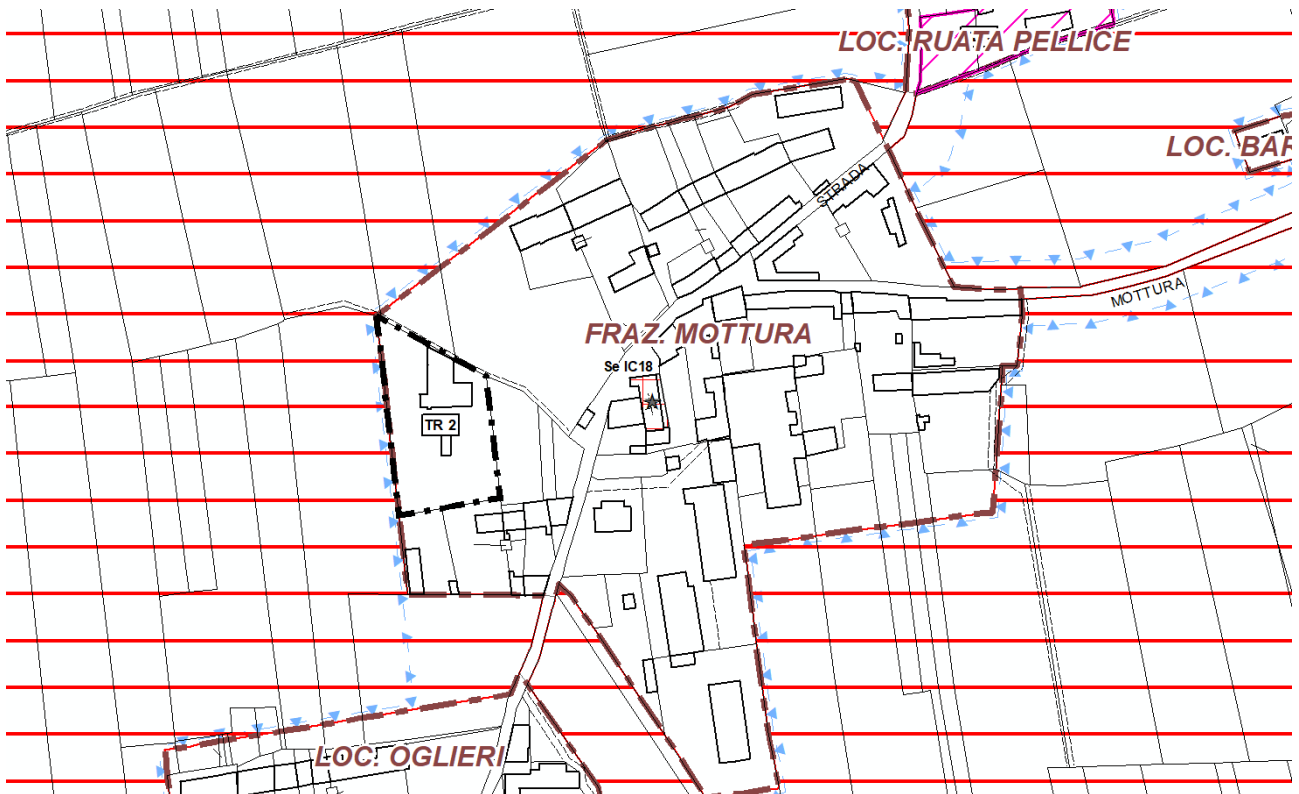 LOC. RUATA PELLICE
LOC. BAR
STRADA
MOTTURA
FRAZ. MOTTURA
Se IC18
TR 2
LOC. OGLIERI